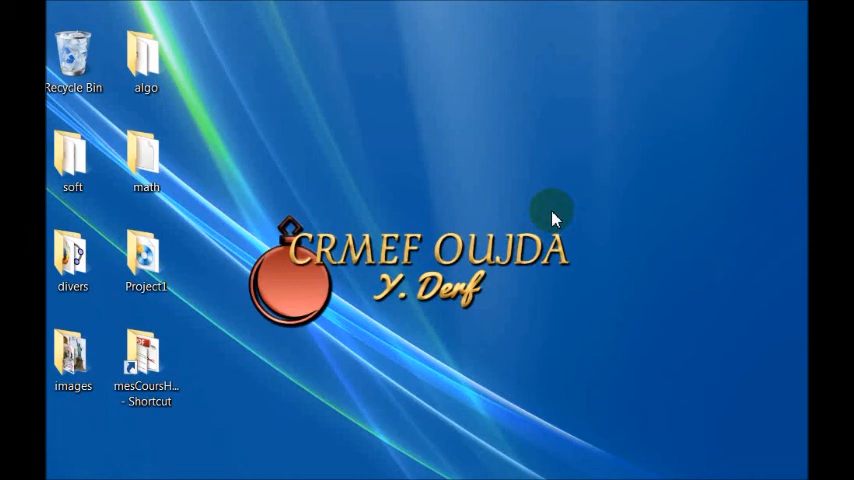 Recycle Bin
algo
soft
math
divers
Project1
images
mesCoursH...
- Shortcut
CRMEF OUJDA
Y. Derf